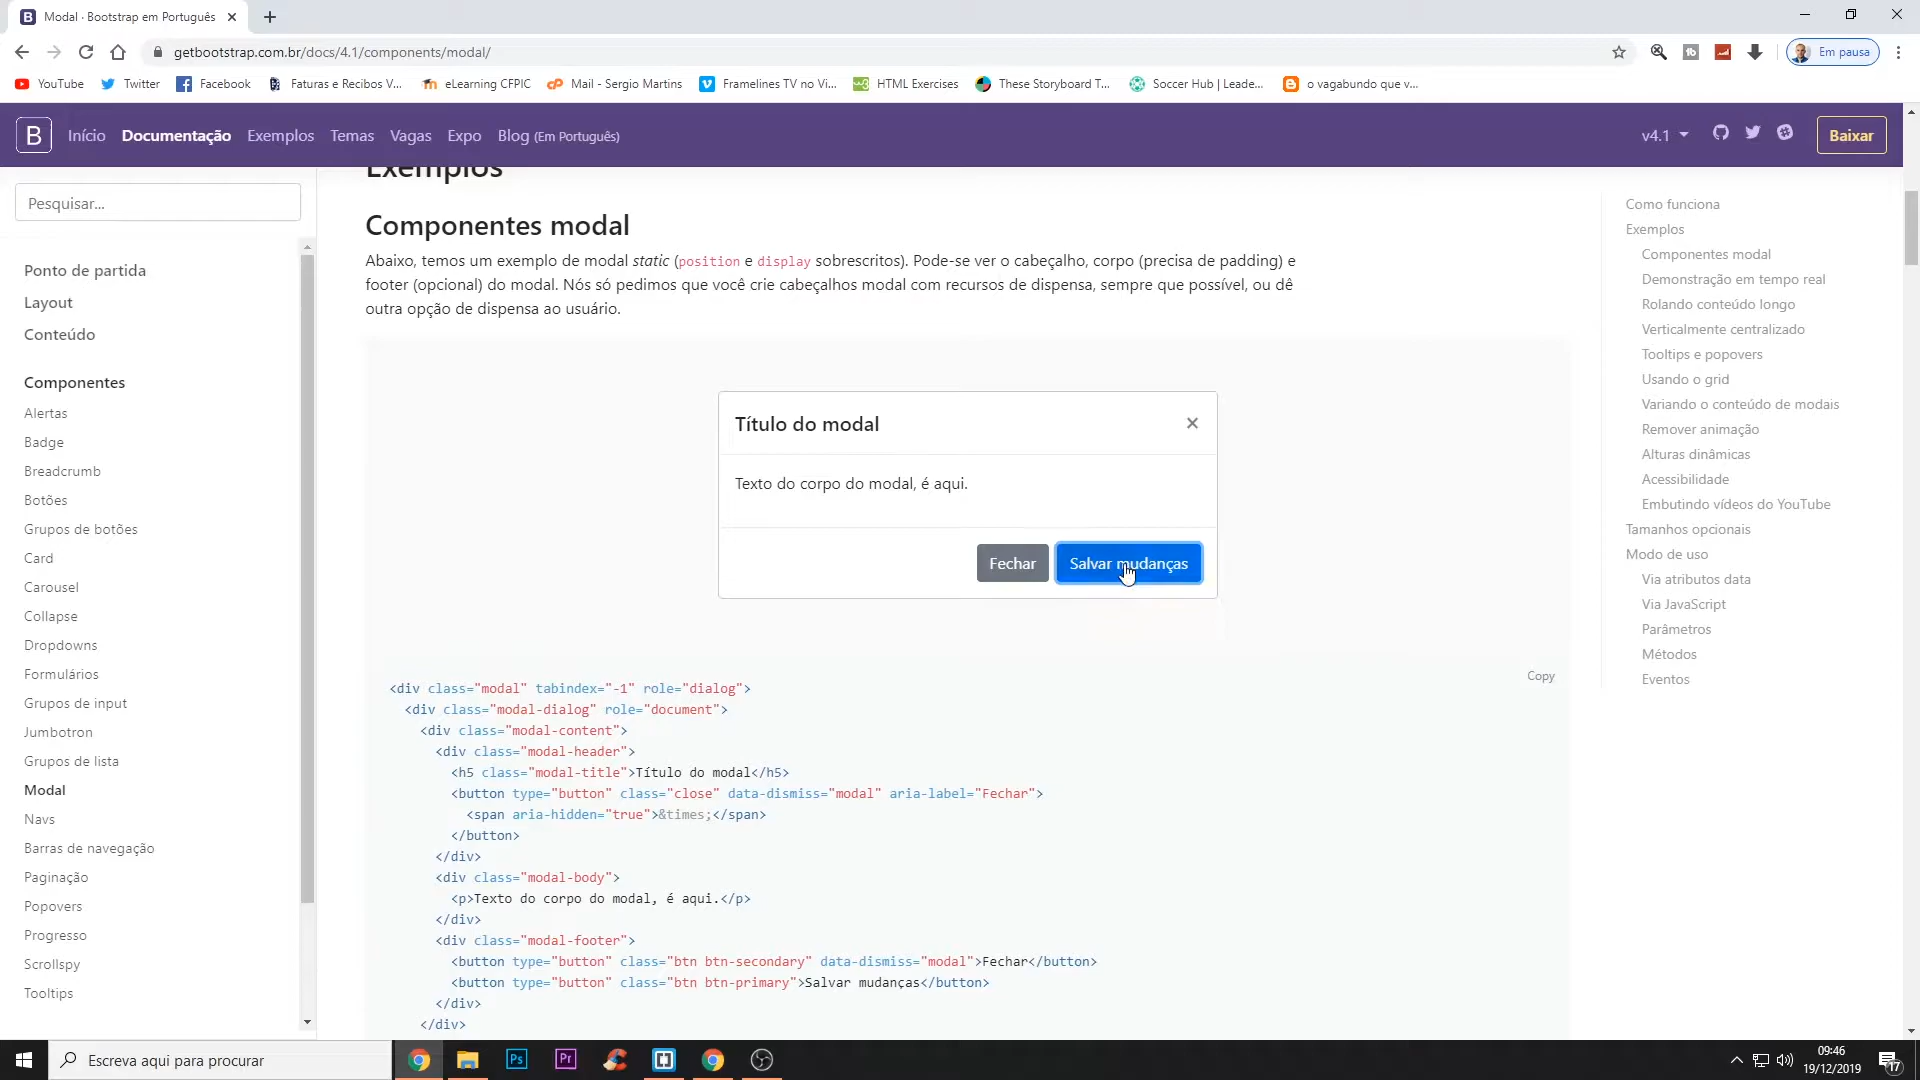 Modal · Bootstrap em Português
getbootstrap.com.br/docs/4.1/components/modal/
Em pausa
YouTube
Twitter
Facebook
Faturas e Recibos V...
eLearning CFPIC
Mail - Sergio Martins
Framelines TV no Vi...
HTML Exercises
These Storyboard T...
Soccer Hub | Leade...
o vagabundo que v...
B
Início
Documentação
Exemplos
Temas
Vagas
Expo
Blog (Em Português)
v4.1
Baixar
Pesquisar...
Ponto de partida
Layout
Conteúdo
Componentes
Alertas
Badge
Breadcrumb
Botões
Grupos de botões
Card
Carousel
Collapse
Dropdowns
Formulários
Grupos de input
Jumbotron
Grupos de lista
Modal
Navs
Barras de navegação
Paginação
Popovers
Progresso
Scrollspy
Tooltips
Exemplos
Componentes modal
Abaixo, temos um exemplo de modal static (position e display sobrescritos). Pode-se ver o cabeçalho, corpo (precisa de padding) e
footer (opcional) do modal. Nós só pedimos que você crie cabeçalhos modal com recursos de dispensa, sempre que possível, ou dê
outra opção de dispensa ao usuário.
Título do modal
×
Texto do corpo do modal, é aqui.
Fechar
Salvar mudanças
Copy
<div class="modal" tabindex="-1" role="dialog">
<div class="modal-dialog" role="document">
<div class="modal-content">
<div class="modal-header">
<h5 class="modal-title">Título do modal</h5>
<button type="button" class="close" data-dismiss="modal" aria-label="Fechar">
<span aria-hidden="true">&times;</span>
</button>
</div>
<div class="modal-body">
<p>Texto do corpo do modal, é aqui.</p>
</div>
<div class="modal-footer">
<button type="button" class="btn btn-secondary" data-dismiss="modal">Fechar</button>
<button type="button" class="btn btn-primary">Salvar mudanças</button>
</div>
</div>
Como funciona
Exemplos
Componentes modal
Demonstração em tempo real
Rolando conteúdo longo
Verticalmente centralizado
Tooltips e popovers
Usando o grid
Variando o conteúdo de modais
Remover animação
Alturas dinâmicas
Acessibilidade
Embutindo vídeos do YouTube
Tamanhos opcionais
Modo de uso
Via atributos data
Via JavaScript
Parâmetros
Métodos
Eventos
Escreva aqui para procurar
Ps
Pr
09:46
19/12/2019
17